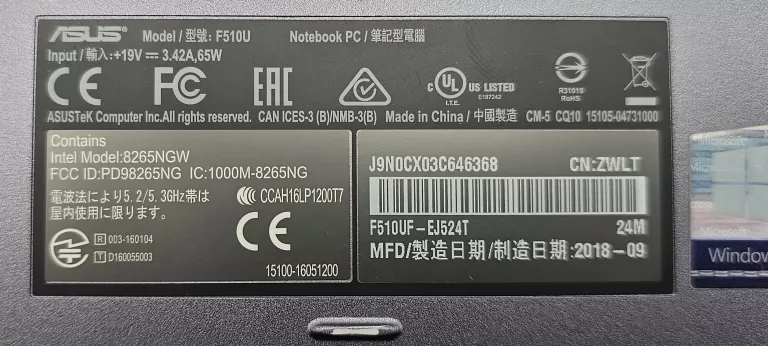 ASUS Model / 型號: F510U Notebook PC / 筆記型電腦
Input / 輸入:+19V⎓ 3.42A,65W
CE FC EAC c UL US LISTED
I.T.E. E187242
R31018
RoHS
ASUSTeK Computer Inc.All rights reserved. CAN ICES-3 (B)/NMB-3(B) Made in China / 中國製造 CM-5 CQ10 15105-04731000
Contains
Intel Model:8265NGW
FCC ID:PD98265NG IC:1000M-8265NG
電波法により5.2/5.3GHz帯は
屋内使用に限ります。
CCAH16LP1200T7
CE
R 003-160104
T D160055003
15100-16051200
J9N0CX03C646368 CN:ZWLT
F510UF-EJ524T 24M
MFD/製造日期/制造日期:2018-09
Microsoft
Microsoft
Window